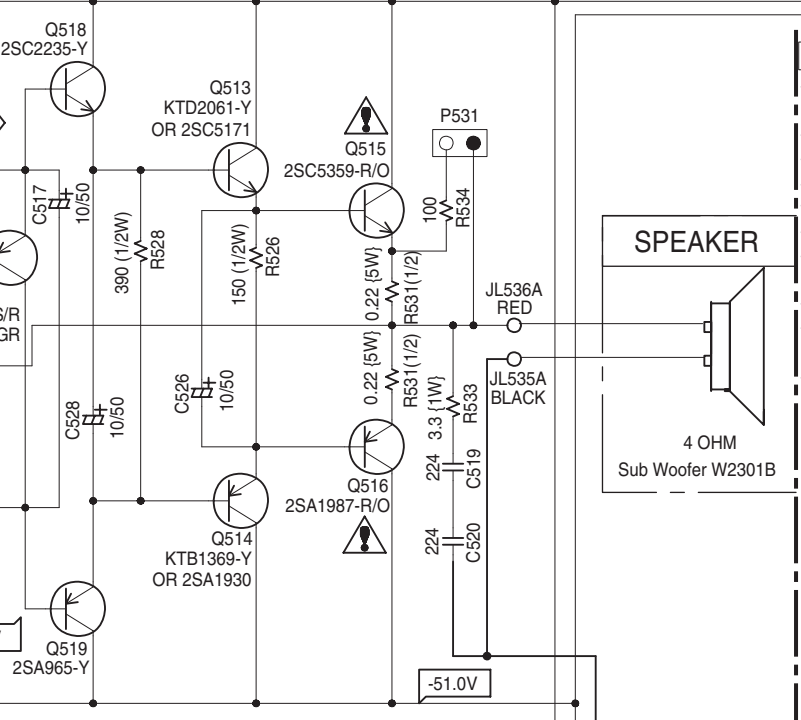 Q518
2SC2235-Y
Q513
KTD2061-Y
OR 2SC5171
Q515
2SC5359-R/O
P531
C517
10/50
390 (1/2W)
R528
150 (1/2W)
R526
100
R534
0.22 {5W}
R531(1/2)
SPEAKER
JL536A
RED
S/R
GR
JL535A
BLACK
0.22 {5W}
R531(1/2)
C528
10/50
C526
10/50
3.3 {1W}
R533
224
C519
224
C520
4 OHM
Sub Woofer W2301B
Q516
2SA1987-R/O
Q514
KTB1369-Y
OR 2SA1930
Q519
2SA965-Y
-51.0V